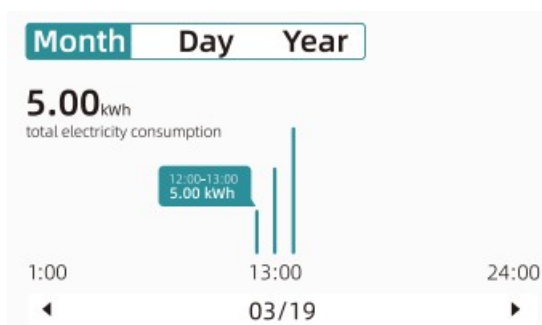 Month Day Year
5.00kWh
total electricity consumption
12:00-13:00
5.00 kWh
1:00 13:00 24:00
03/19